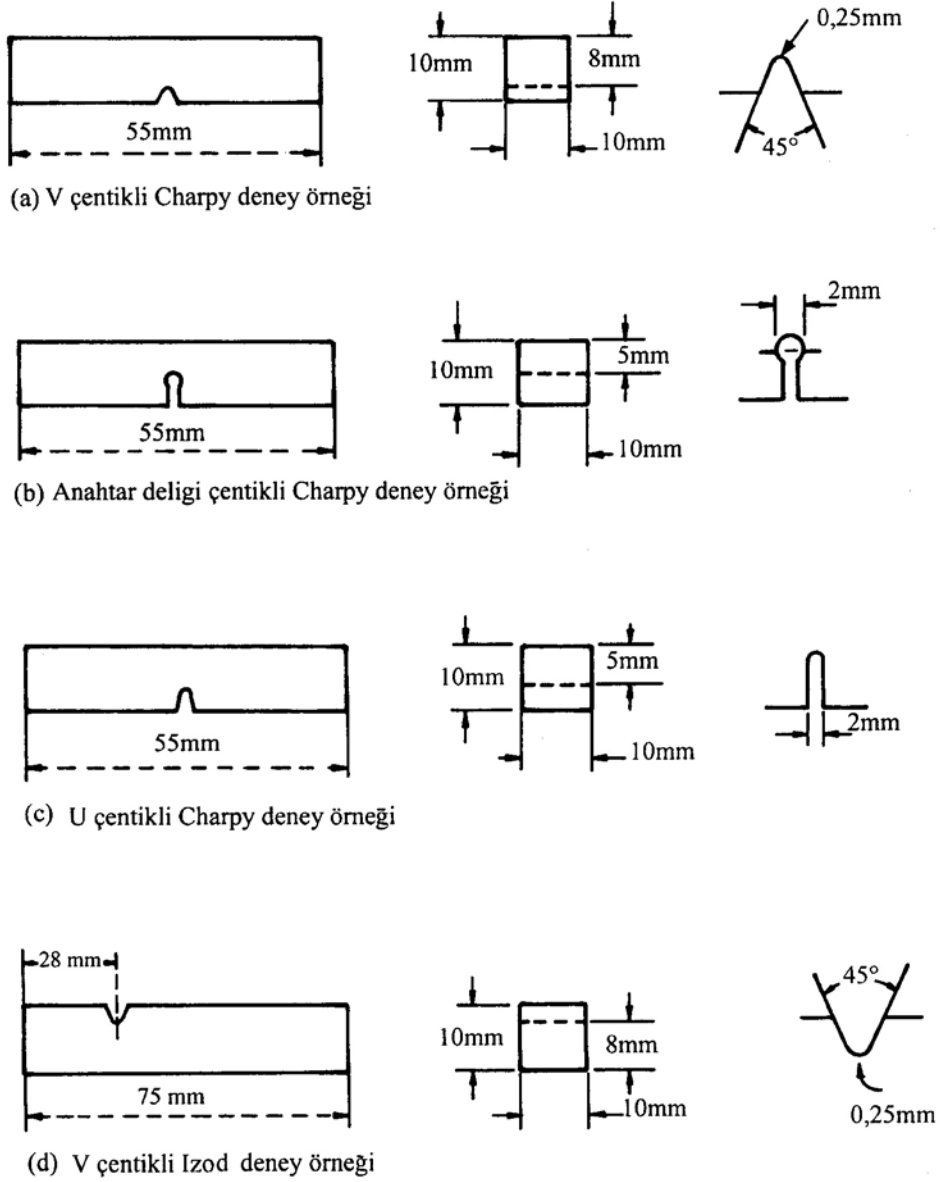 0,25mm
10mm
8mm
55mm
10mm
45°
(a) V çentikli Charpy deney örneği
2mm
10mm
5mm
55mm
10mm
(b) Anahtar deligi çentikli Charpy deney örneği
10mm
5mm
55mm
10mm
2mm
(c) U çentikli Charpy deney örneği
28 mm
45°
10mm
8mm
75 mm
10mm
0,25mm
(d) V çentikli Izod deney örneği